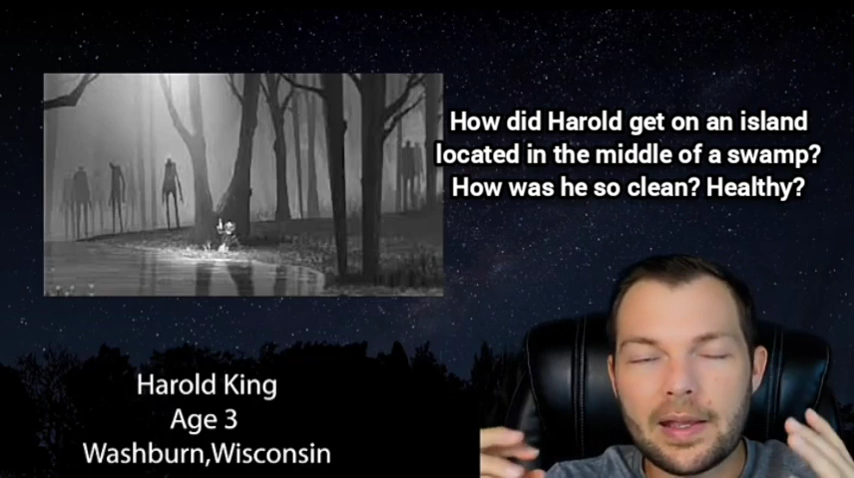 How did Harold get on an island
located in the middle of a swamp?
How was he so clean? Healthy?
Harold King
Age 3
Washburn,Wisconsin